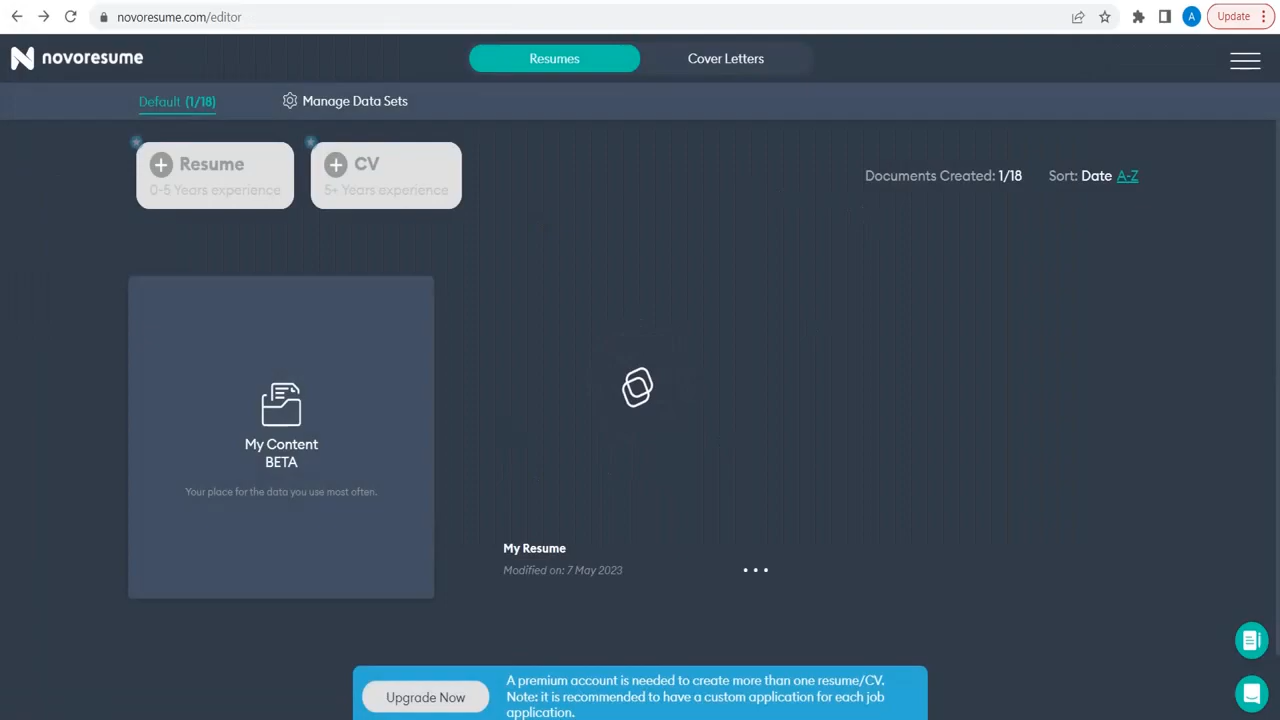 novoresume.com/editor
A
Update
novoresume
Resumes
Cover Letters
Default (1/18)
Manage Data Sets
Resume
0-5 Years experience
CV
5+ Years experience
Documents Created: 1/18
Sort: Date A-Z
My Content
BETA
Your place for the data you use most often.
My Resume
Modified on: 7 May 2023
Upgrade Now
A premium account is needed to create more than one resume/CV.
Note: it is recommended to have a custom application for each job
application.